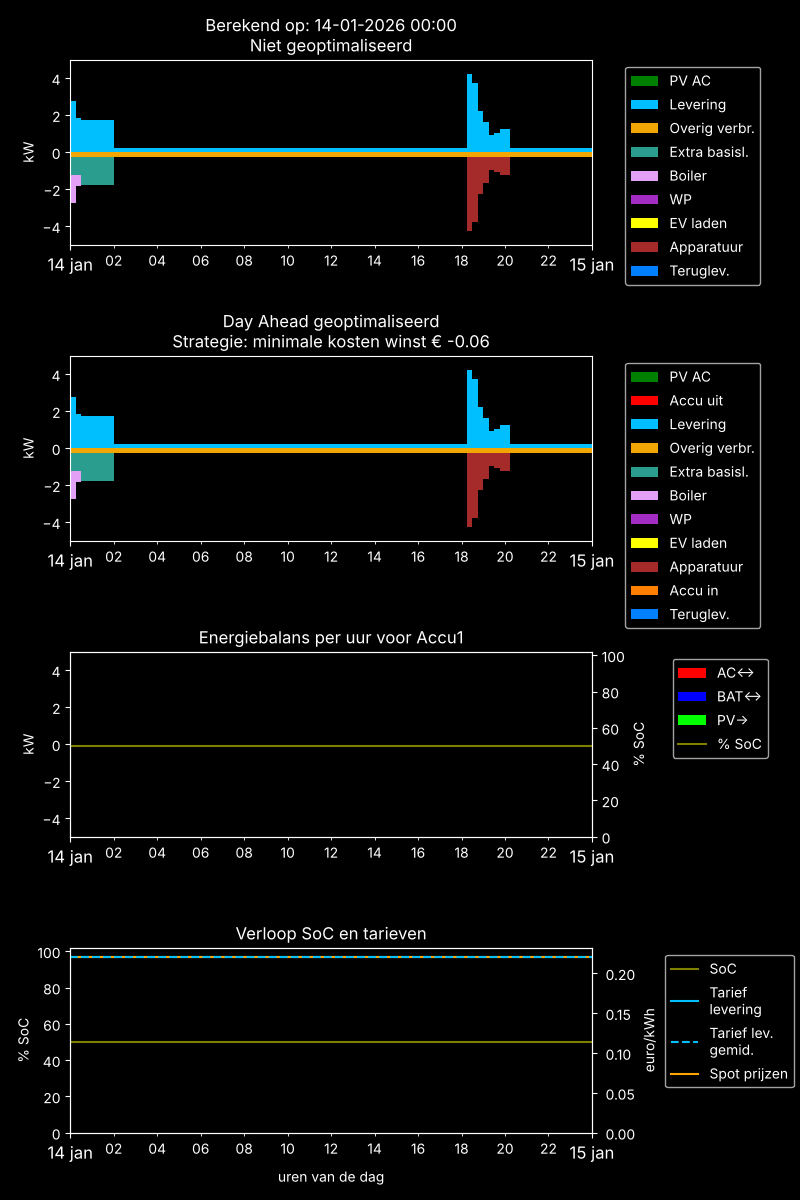 Berekend op: 14-01-2026 00:00
Niet geoptimaliseerd
4
2
0
−2
−4
kW
14 jan 02 04 06 08 10 12 14 16 18 20 22 15 jan
PV AC
Levering
Overig verbr.
Extra basisl.
Boiler
WP
EV laden
Apparatuur
Teruglev.
Day Ahead geoptimaliseerd
Strategie: minimale kosten winst € -0.06
4
2
0
−2
−4
kW
14 jan 02 04 06 08 10 12 14 16 18 20 22 15 jan
PV AC
Accu uit
Levering
Overig verbr.
Extra basisl.
Boiler
WP
EV laden
Apparatuur
Accu in
Teruglev.
Energiebalans per uur voor Accu1
4
2
0
−2
−4
kW
100
80
60
40
20
0
% SoC
14 jan 02 04 06 08 10 12 14 16 18 20 22 15 jan
AC↔
BAT↔
PV→
% SoC
Verloop SoC en tarieven
100
80
60
40
20
0
% SoC
0.20
0.15
0.10
0.05
0.00
euro/kWh
14 jan 02 04 06 08 10 12 14 16 18 20 22 15 jan
uren van de dag
SoC
Tarief
levering
Tarief lev.
gemid.
Spot prijzen